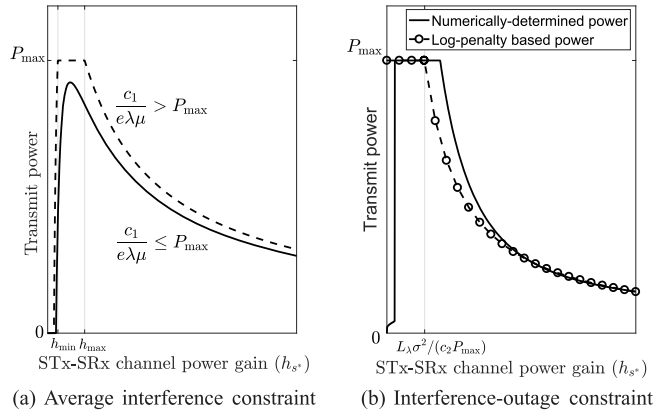 P_max
Transmit power
0
c_1/(eλμ) > P_max
c_1/(eλμ) ≤ P_max
h_min h_max
STx-SRx channel power gain (h_{s*})
(a) Average interference constraint
Numerically-determined power
Log-penalty based power
P_max
Transmit power
0
L_λσ^2/(c_2P_max)
STx-SRx channel power gain (h_{s*})
(b) Interference-outage constraint